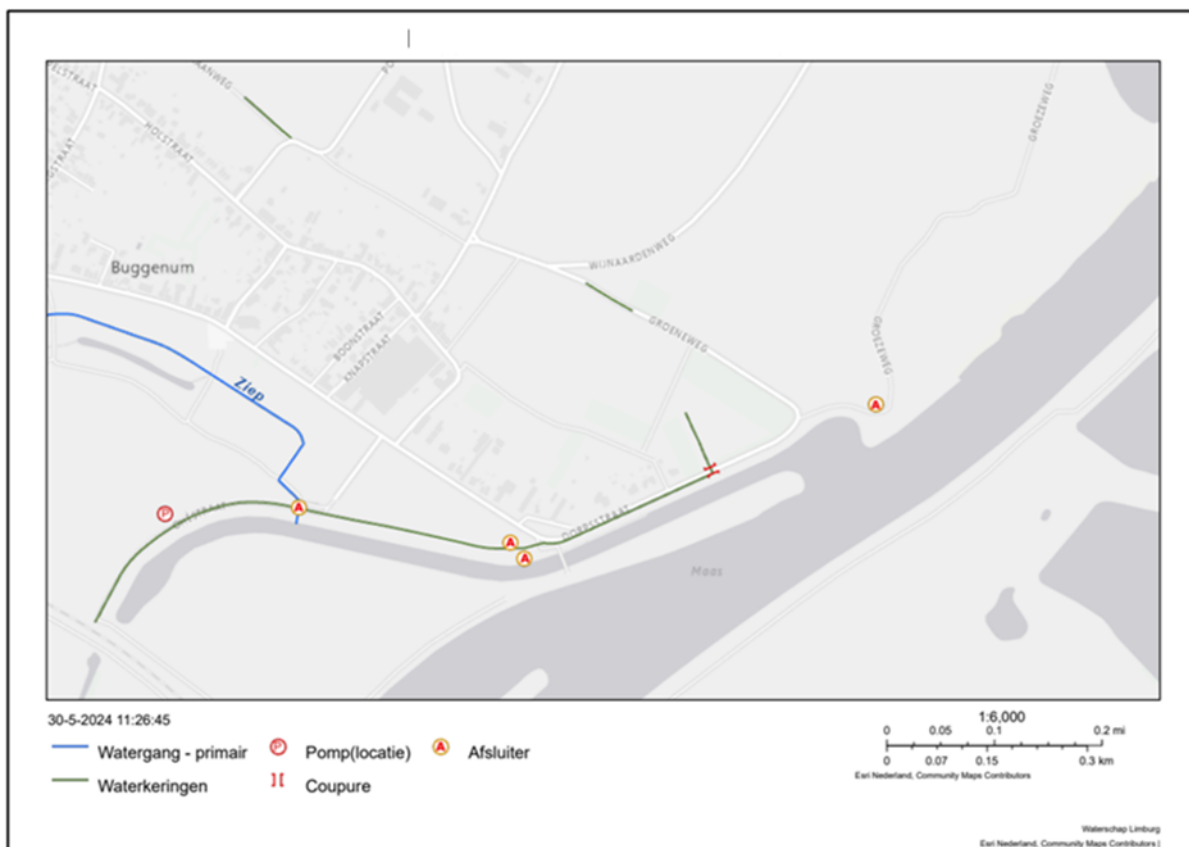 HOLSTRAAT
GROEZEWEG
WIJNAARDENWEG
Buggenum
BOONSTRAAT
KNAPSTRAAT
GROENEWEG
GROEZEWEG
Ziep
A
P
A
A
A
DORPSSTRAAT
Maas
30-5-2024 11:26:45
Watergang - primair
P Pomp(locatie)
A Afsluiter
Waterkeringen
Coupure
1:6,000
0 0.05 0.1 0.2 mi
0 0.07 0.15 0.3 km
Esri Nederland, Community Maps Contributors
Waterschap Limburg
Esri Nederland, Community Maps Contributors |